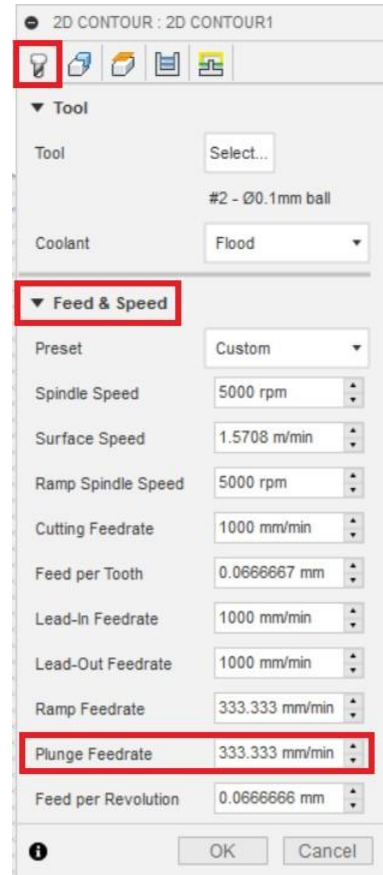 2D CONTOUR : 2D CONTOUR1
Tool
Tool Select...
#2 - Ø0.1mm ball
Coolant Flood
Feed & Speed
Preset Custom
Spindle Speed 5000 rpm
Surface Speed 1.5708 m/min
Ramp Spindle Speed 5000 rpm
Cutting Feedrate 1000 mm/min
Feed per Tooth 0.0666667 mm
Lead-In Feedrate 1000 mm/min
Lead-Out Feedrate 1000 mm/min
Ramp Feedrate 333.333 mm/min
Plunge Feedrate 333.333 mm/min
Feed per Revolution 0.0666666 mm
OK Cancel